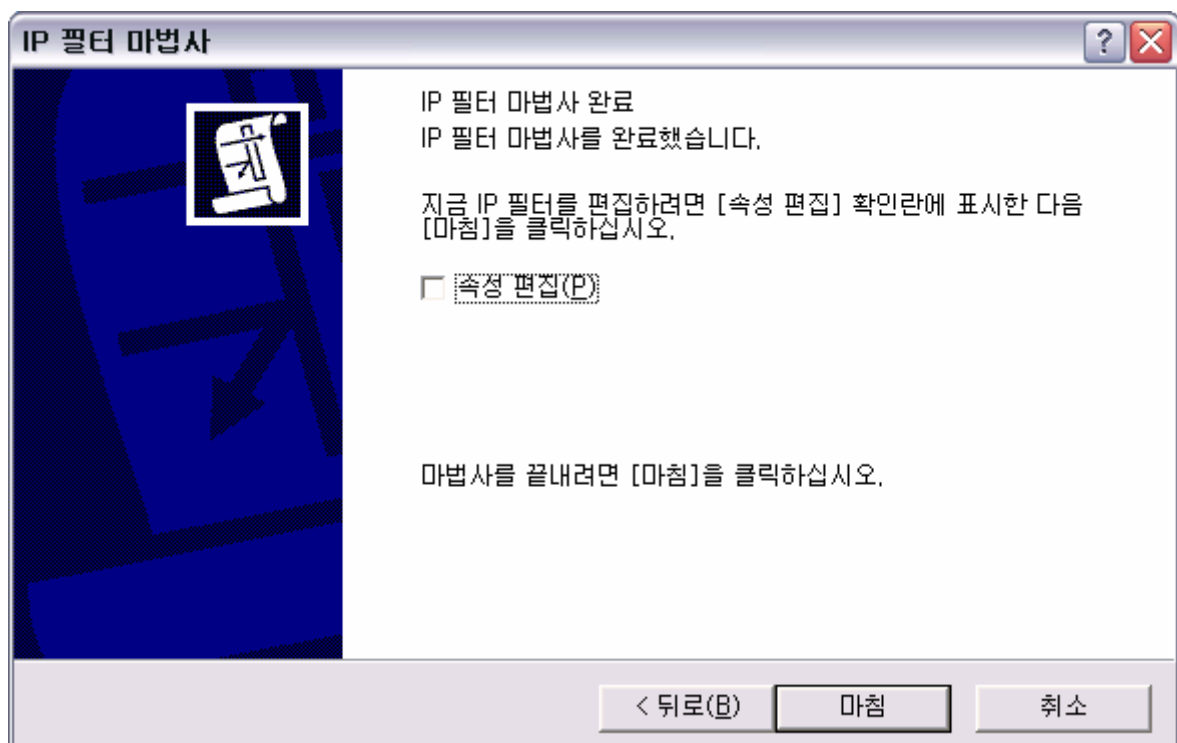 IP 필터 마법사
IP 필터 마법사 완료
IP 필터 마법사를 완료했습니다.
지금 IP 필터를 편집하려면 [속성 편집] 확인란에 표시한 다음
[마침]을 클릭하십시오.
속성 편집(P)
마법사를 끝내려면 [마침]을 클릭하십시오.
< 뒤로(B) 마침 취소